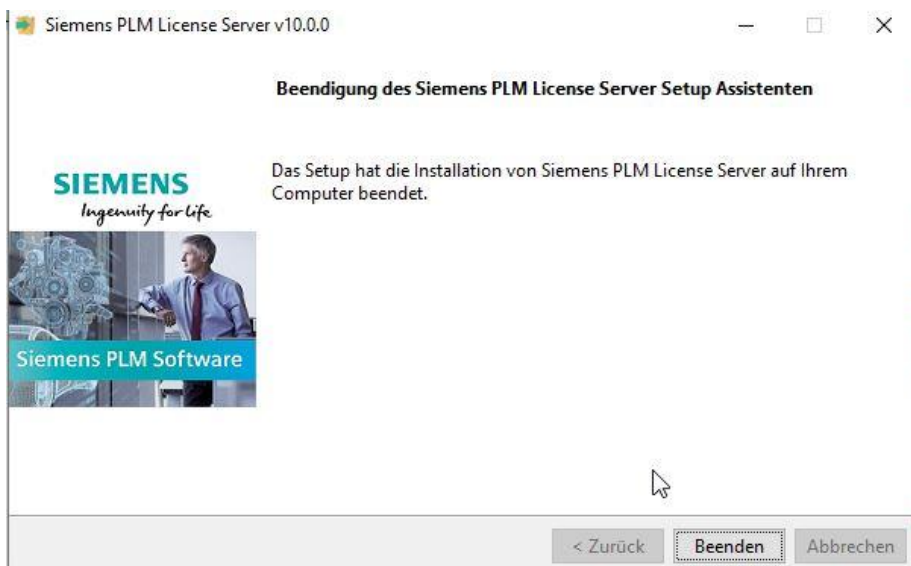 Siemens PLM License Server v10.0.0
Beendigung des Siemens PLM License Server Setup Assistenten
Das Setup hat die Installation von Siemens PLM License Server auf Ihrem
Computer beendet.
SIEMENS
Ingenuity for life
Siemens PLM Software
< Zurück
Beenden
Abbrechen